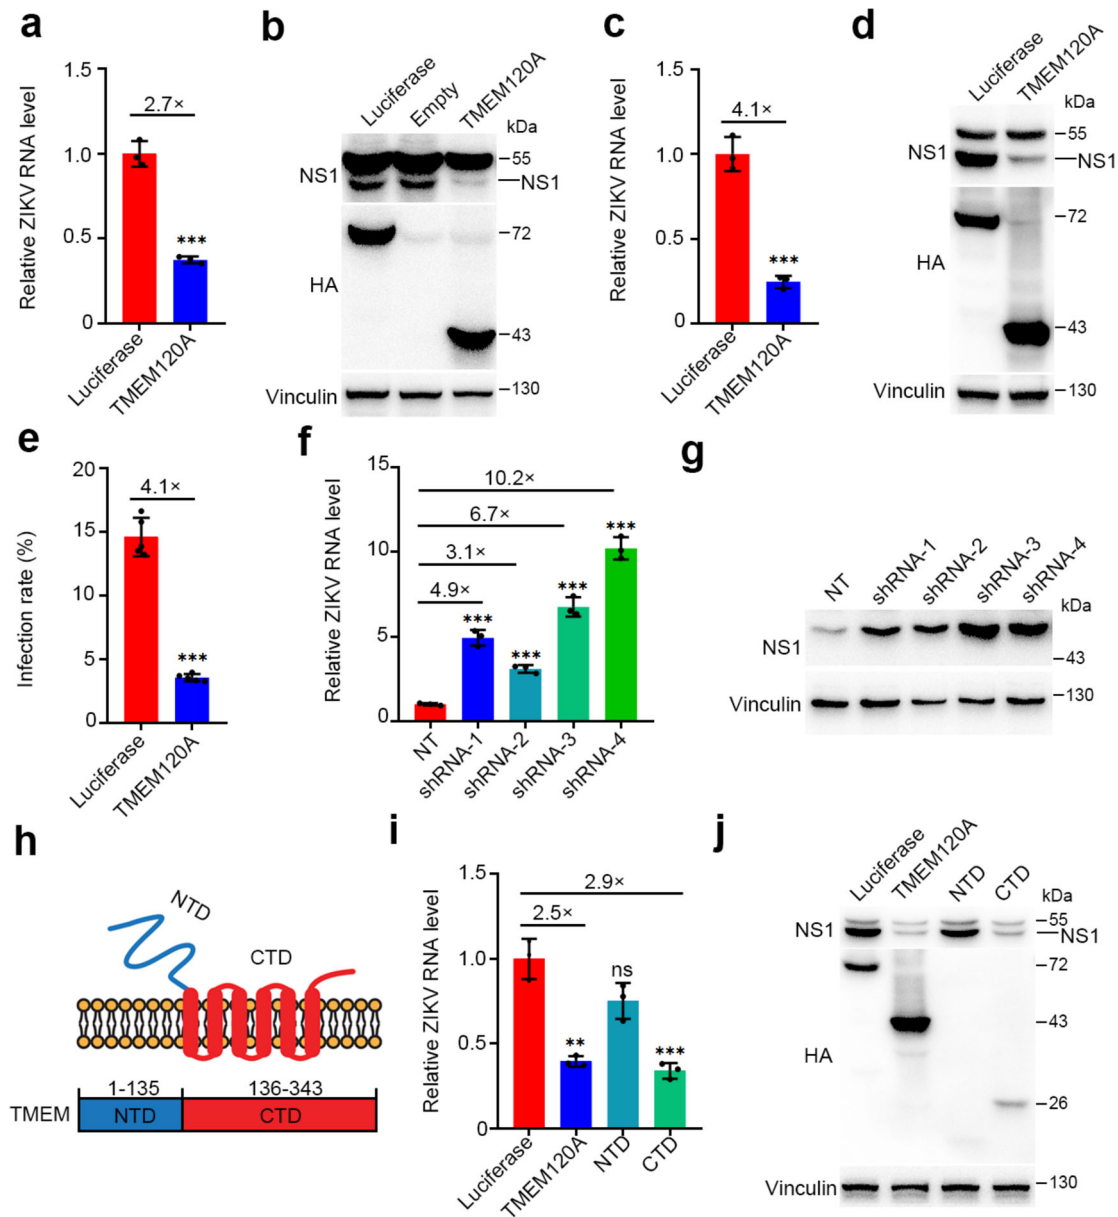 a
Relative ZIKV RNA level
1.5
1.0
0.5
0
2.7×
***
Luciferase
TMEM120A
b
Luciferase
Empty
TMEM120A
kDa
NS1
55
NS1
HA
72
43
Vinculin
130
c
Relative ZIKV RNA level
1.5
1.0
0.5
0
4.1×
***
Luciferase
TMEM120A
d
Luciferase
TMEM120A
kDa
NS1
55
NS1
HA
72
43
Vinculin
130
e
Infection rate (%)
20
15
10
5
0
4.1×
***
Luciferase
TMEM120A
f
Relative ZIKV RNA level
15
10
5
0
10.2×
6.7×
3.1×
4.9×
***
***
***
***
NT
shRNA-1
shRNA-2
shRNA-3
shRNA-4
g
NT
shRNA-1
shRNA-2
shRNA-3
shRNA-4
kDa
NS1
43
Vinculin
130
h
NTD
CTD
1-135
136-343
TMEM
NTD
CTD
i
Relative ZIKV RNA level
1.5
1.0
0.5
0
2.9×
2.5×
**
ns
***
Luciferase
TMEM120A
NTD
CTD
j
Luciferase
TMEM120A
NTD
CTD
kDa
NS1
55
NS1
HA
72
43
26
Vinculin
130